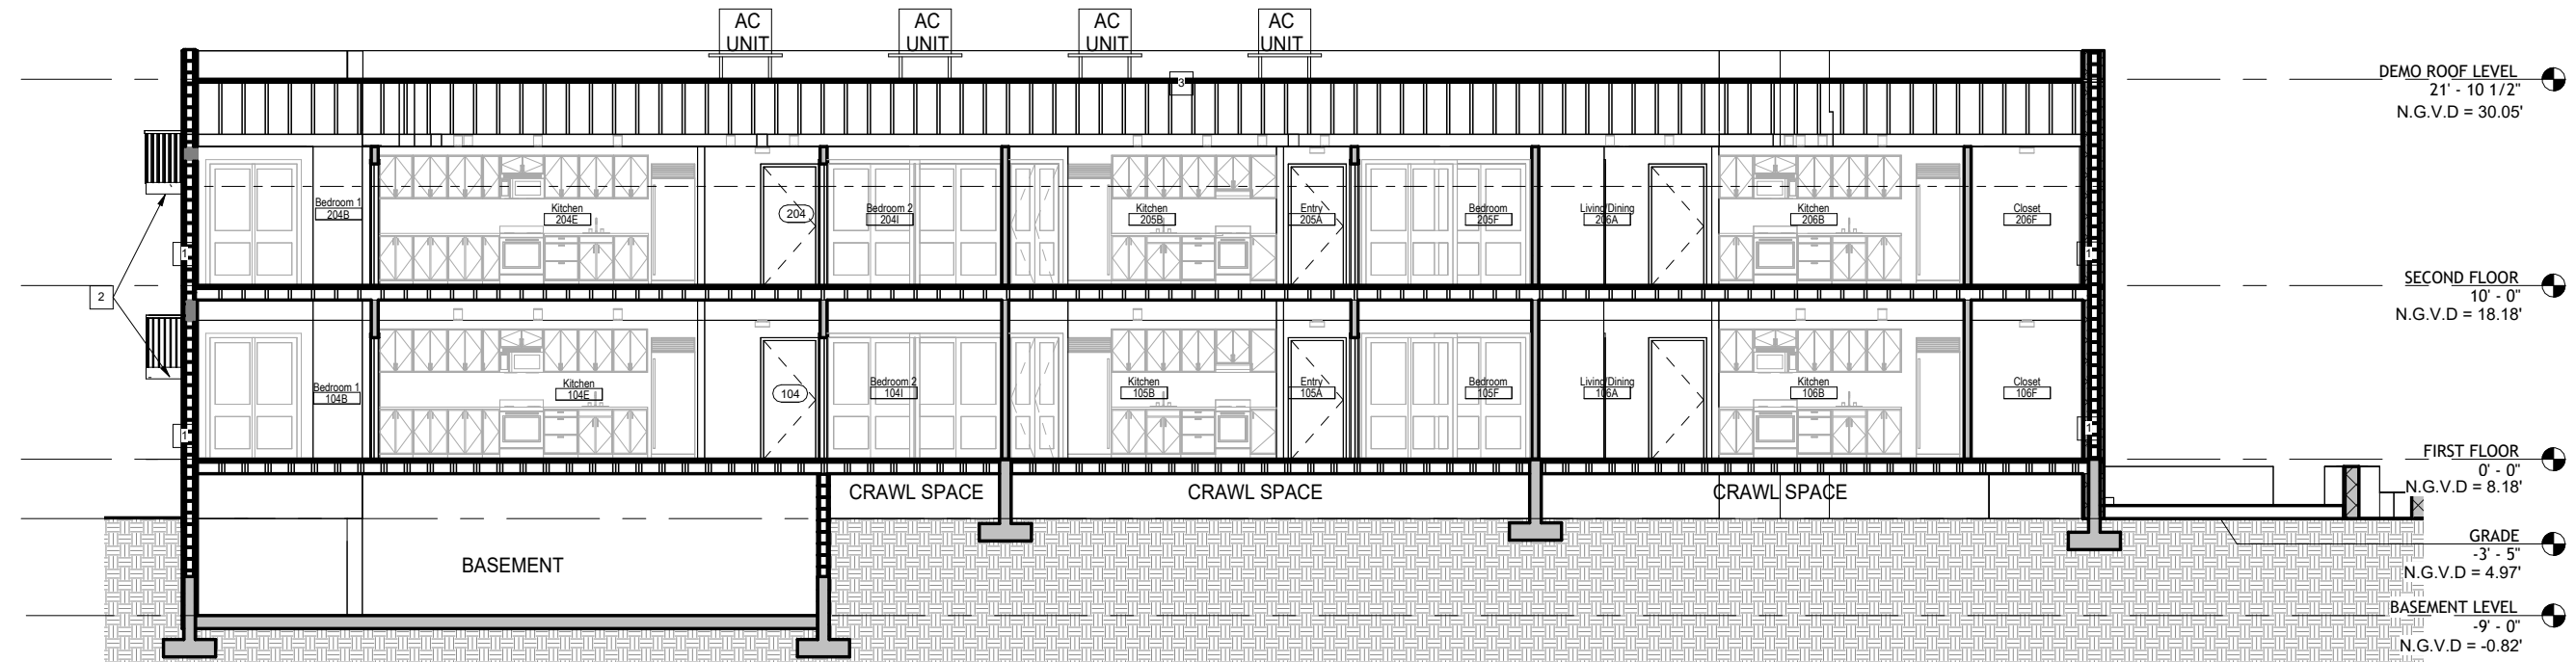 AC
UNIT
AC
UNIT
AC
UNIT
AC
UNIT
3
DEMO ROOF LEVEL
21' - 10 1/2"
N.G.V.D = 30.05'
Bedroom 1
204B
Kitchen
204E
204
Bedroom 2
204I
Kitchen
205B
Entry
205A
Bedroom
205F
Living/Dining
206A
Kitchen
206B
Closet
206F
1
1
2
SECOND FLOOR
10' - 0"
N.G.V.D = 18.18'
Bedroom 1
104B
Kitchen
104E
104
Bedroom 2
104I
Kitchen
105B
Entry
105A
Bedroom
105F
Living/Dining
106A
Kitchen
106B
Closet
106F
1
1
FIRST FLOOR
0' - 0"
N.G.V.D = 8.18'
CRAWL SPACE
CRAWL SPACE
CRAWL SPACE
BASEMENT
GRADE
-3' - 5"
N.G.V.D = 4.97'
BASEMENT LEVEL
-9' - 0"
N.G.V.D = -0.82'